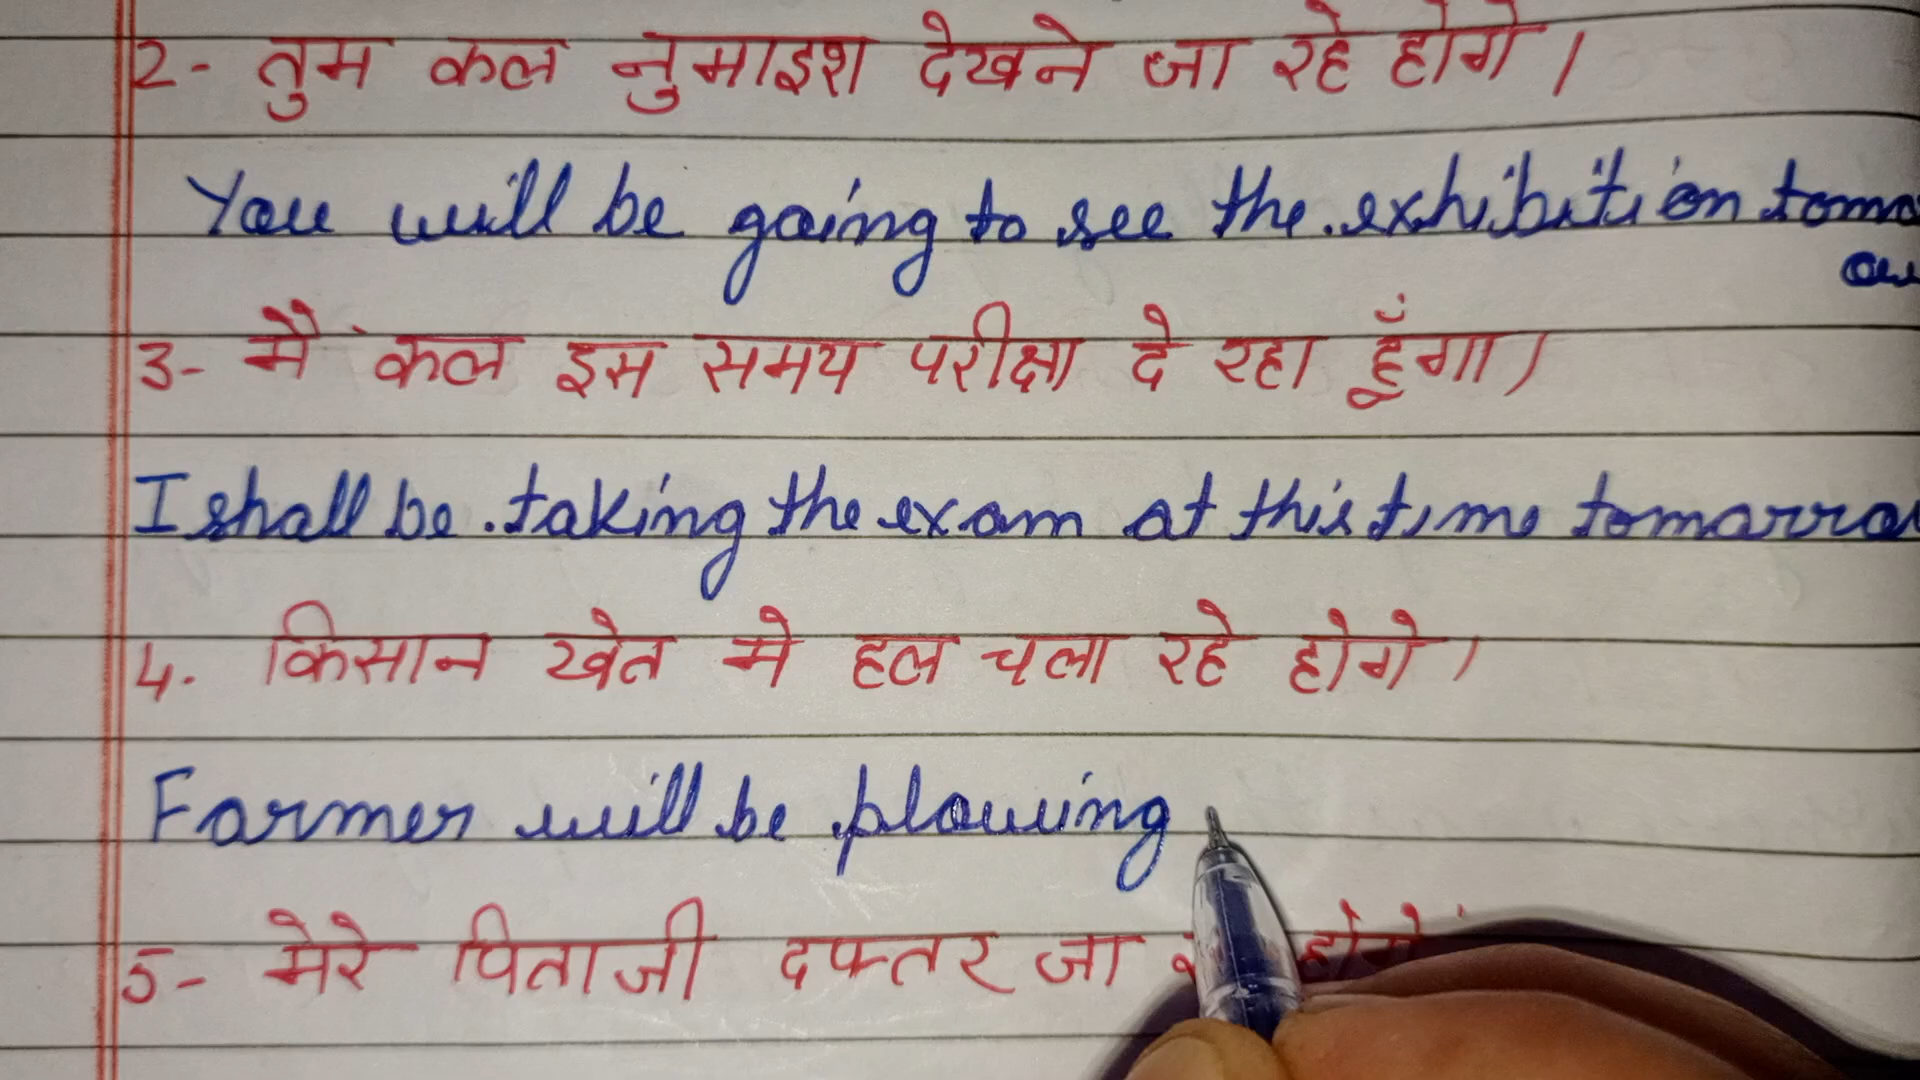 2- तुम कल नुमाइश देखने जा रहे होगे ।
You will be going to see the exhibition
3- मैं कल इस समय परीक्षा दे रहा हूँगा ।
I shall be taking the exam at this time
4. किसान खेत मे हल चला रहे होगे ।
Farmer will be plowing
5- मेरे पिताजी दफ्तर जा